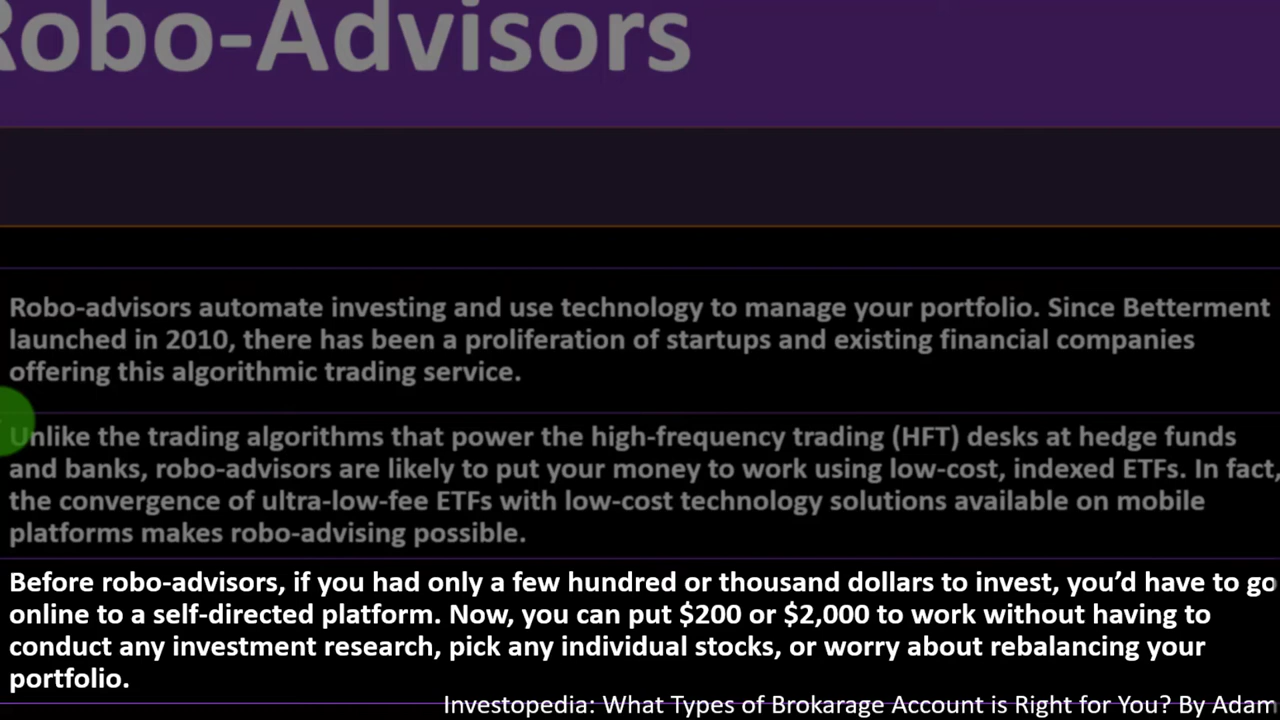 Robo-Advisors
Robo-advisors automate investing and use technology to manage your portfolio. Since Betterment
launched in 2010, there has been a proliferation of startups and existing financial companies
offering this algorithmic trading service.
Unlike the trading algorithms that power the high-frequency trading (HFT) desks at hedge funds
and banks, robo-advisors are likely to put your money to work using low-cost, indexed ETFs. In fact,
the convergence of ultra-low-fee ETFs with low-cost technology solutions available on mobile
platforms makes robo-advising possible.
Before robo-advisors, if you had only a few hundred or thousand dollars to invest, you’d have to go
online to a self-directed platform. Now, you can put $200 or $2,000 to work without having to
conduct any investment research, pick any individual stocks, or worry about rebalancing your
portfolio.
Investopedia: What Types of Brokarage Account is Right for You? By Adam